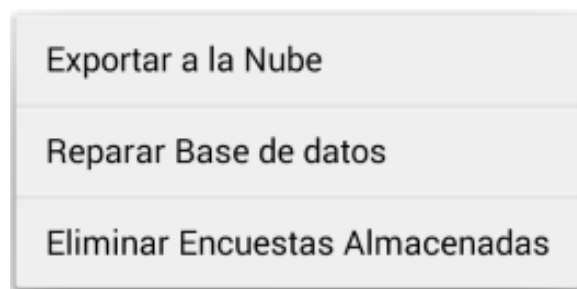 Exportar a la Nube
Reparar Base de datos
Eliminar Encuestas Almacenadas